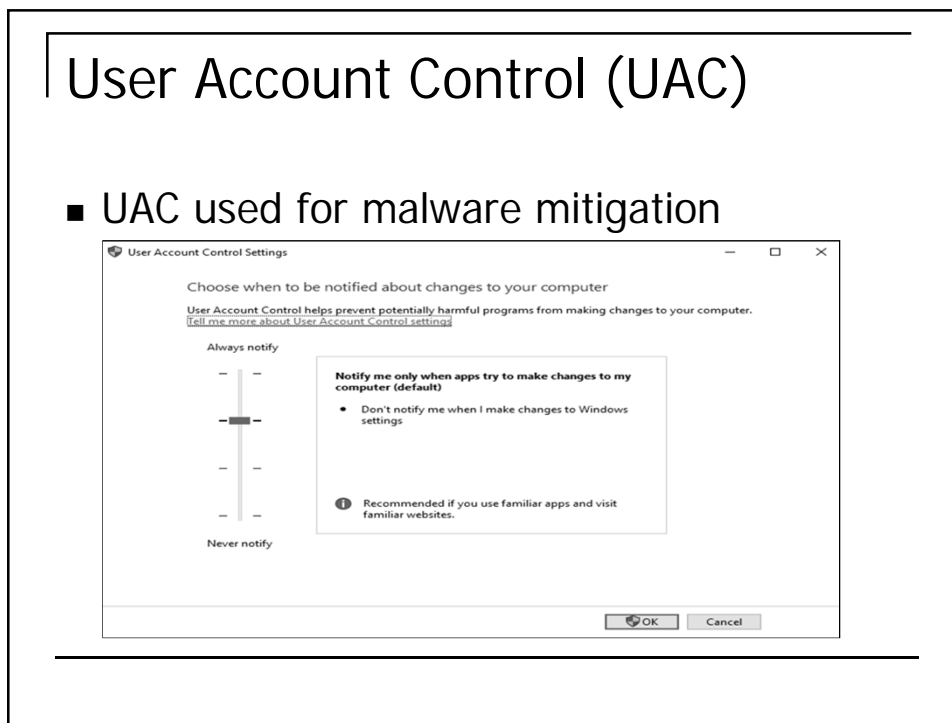 User Account Control (UAC)
■ UAC used for malware mitigation
User Account Control Settings
Choose when to be notified about changes to your computer
User Account Control helps prevent potentially harmful programs from making changes to your computer.
Tell me more about User Account Control settings
Always notify
Notify me only when apps try to make changes to my
computer (default)
• Don't notify me when I make changes to Windows
settings
Recommended if you use familiar apps and visit
familiar websites.
Never notify
OK Cancel